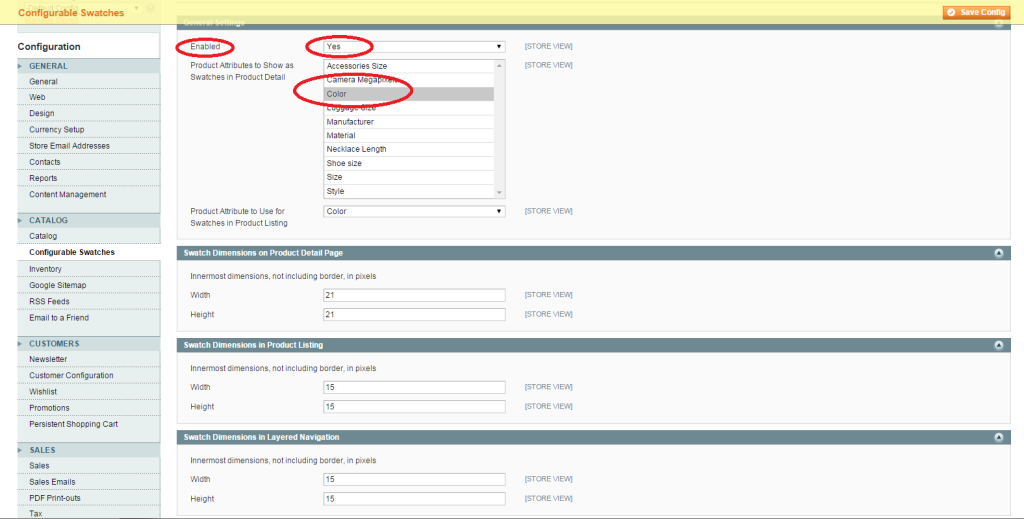 Configurable Swatches
Default Config
Save Config
Configuration
GENERAL
General
Web
Design
Currency Setup
Store Email Addresses
Contacts
Reports
Content Management
CATALOG
Catalog
Configurable Swatches
Inventory
Google Sitemap
RSS Feeds
Email to a Friend
CUSTOMERS
Newsletter
Customer Configuration
Wishlist
Promotions
Persistent Shopping Cart
SALES
Sales
Sales Emails
PDF Print-outs
Tax
General Settings
Enabled
Yes
[STORE VIEW]
Product Attributes to Show as
Swatches in Product Detail
Accessories Size
Camera Megapixels
Color
Luggage Size
Manufacturer
Material
Necklace Length
Shoe size
Size
Style
[STORE VIEW]
Product Attribute to Use for
Swatches in Product Listing
Color
[STORE VIEW]
Swatch Dimensions on Product Detail Page
Innermost dimensions, not including border, in pixels
Width
21
[STORE VIEW]
Height
21
[STORE VIEW]
Swatch Dimensions in Product Listing
Innermost dimensions, not including border, in pixels
Width
15
[STORE VIEW]
Height
15
[STORE VIEW]
Swatch Dimensions in Layered Navigation
Innermost dimensions, not including border, in pixels
Width
15
[STORE VIEW]
Height
15
[STORE VIEW]